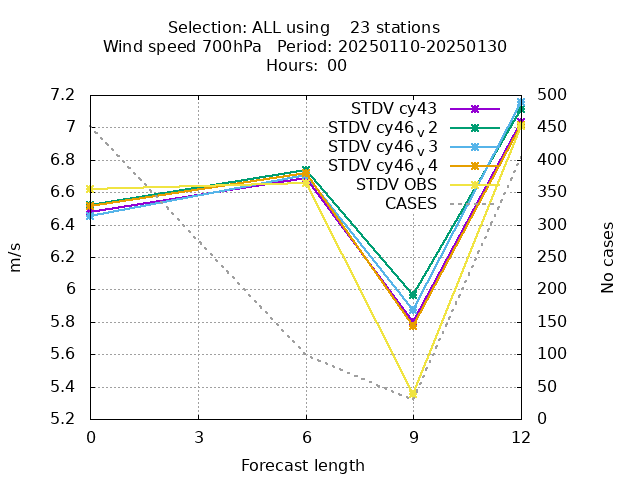 Selection: ALL using    23 stations
Wind speed 700hPa   Period: 20250110-20250130
Hours: 00
7.2
7
6.8
6.6
6.4
6.2
6
5.8
5.6
5.4
5.2
m/s
STDV cy43
STDV cy46v2
STDV cy46v3
STDV cy46v4
STDV OBS
CASES
500
450
400
350
300
250
200
150
100
50
0
No cases
0 3 6 9 12
Forecast length